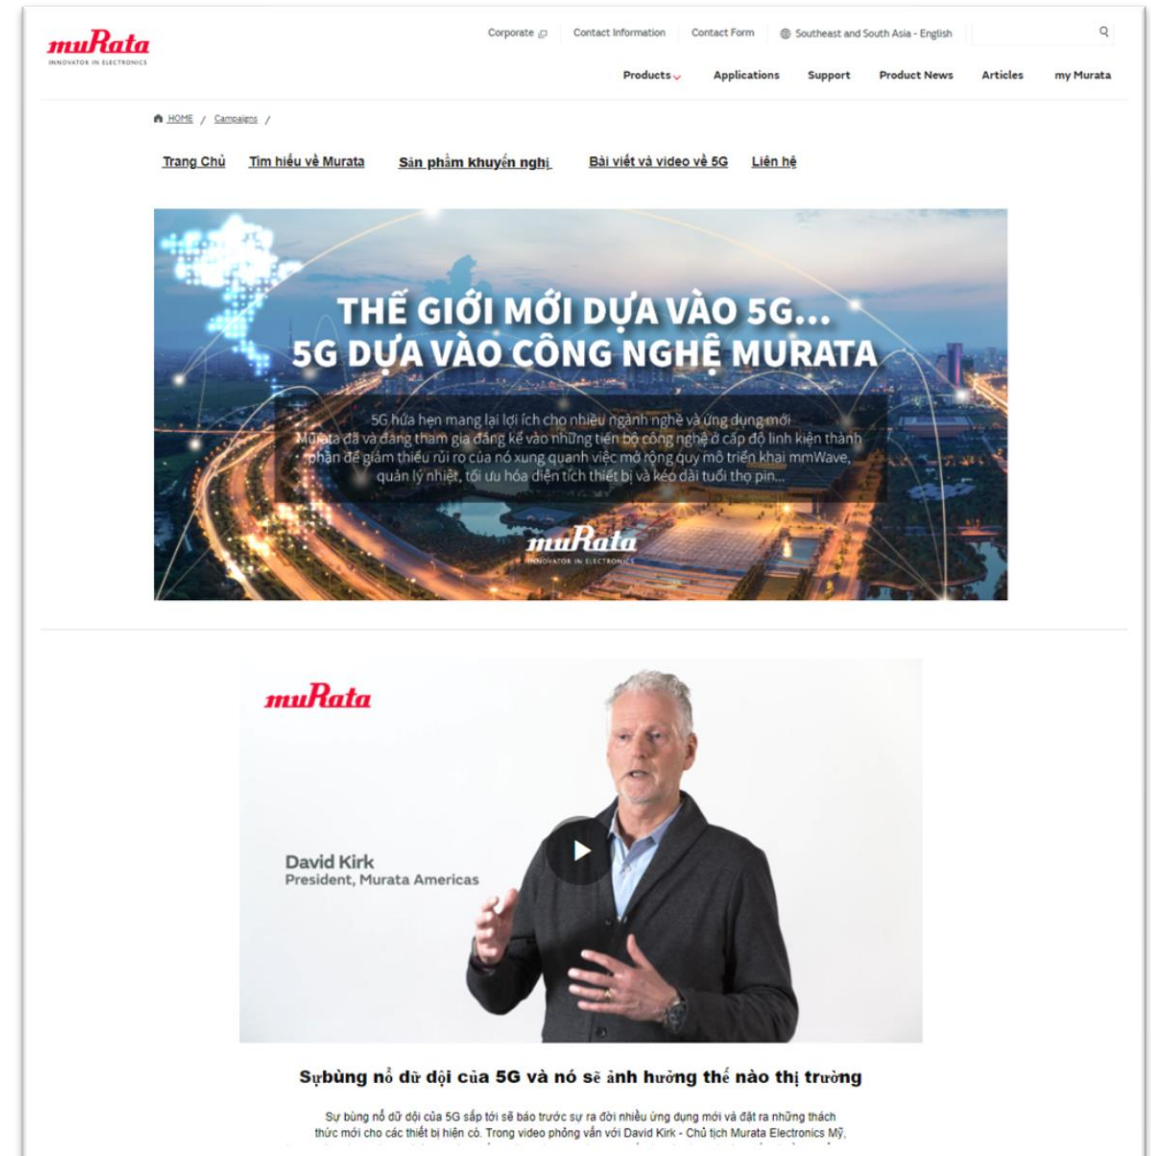 muRata
INNOVATOR IN ELECTRONICS
Corporate
Contact Information
Contact Form
Southeast and South Asia - English
Products
Applications
Support
Product News
Articles
my Murata
HOME / Campaigns /
Trang Chủ
Tìm hiểu về Murata
Sản phẩm khuyến nghị
Bài viết và video về 5G
Liên hệ
THẾ GIỚI MỚI DỰA VÀO 5G...
5G DỰA VÀO CÔNG NGHỆ MURATA
5G hứa hẹn mang lại lợi ích cho nhiều ngành nghề và ứng dụng mới
Murata đã và đang tham gia đáng kể vào những tiến bộ công nghệ ở cấp độ linh kiện thành
phần để giảm thiểu rủi ro của nó xung quanh việc mở rộng quy mô triển khai mmWave,
quản lý nhiệt, tối ưu hóa diện tích thiết bị và kéo dài tuổi thọ pin...
muRata
INNOVATOR IN ELECTRONICS
muRata
David Kirk
President, Murata Americas
Sựbùng nổ dữ dội của 5G và nó sẽ ảnh hưởng thế nào thị trường
Sự bùng nổ dữ dội của 5G sắp tới sẽ báo trước sự ra đời nhiều ứng dụng mới và đặt ra những thách
thức mới cho các thiết bị hiện có. Trong video phỏng vấn với David Kirk - Chủ tịch Murata Electronics Mỹ,